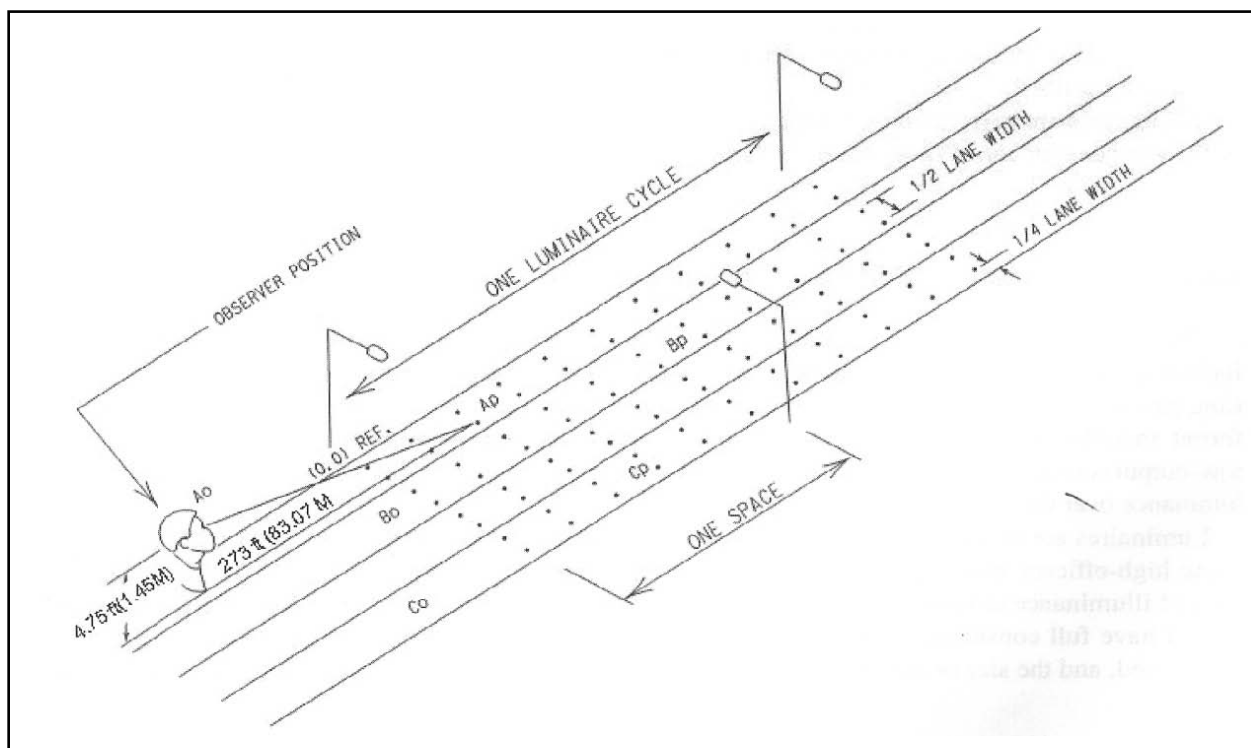 1/2 LANE WIDTH
ONE LUMINAIRE CYCLE
1/4 LANE WIDTH
OBSERVER POSITION
Bp
Ap
(0,0) REF.
Ao
Cp
273 ft (83.07 M
Bo
ONE SPACE
4.75 ft (1.45M)
Co